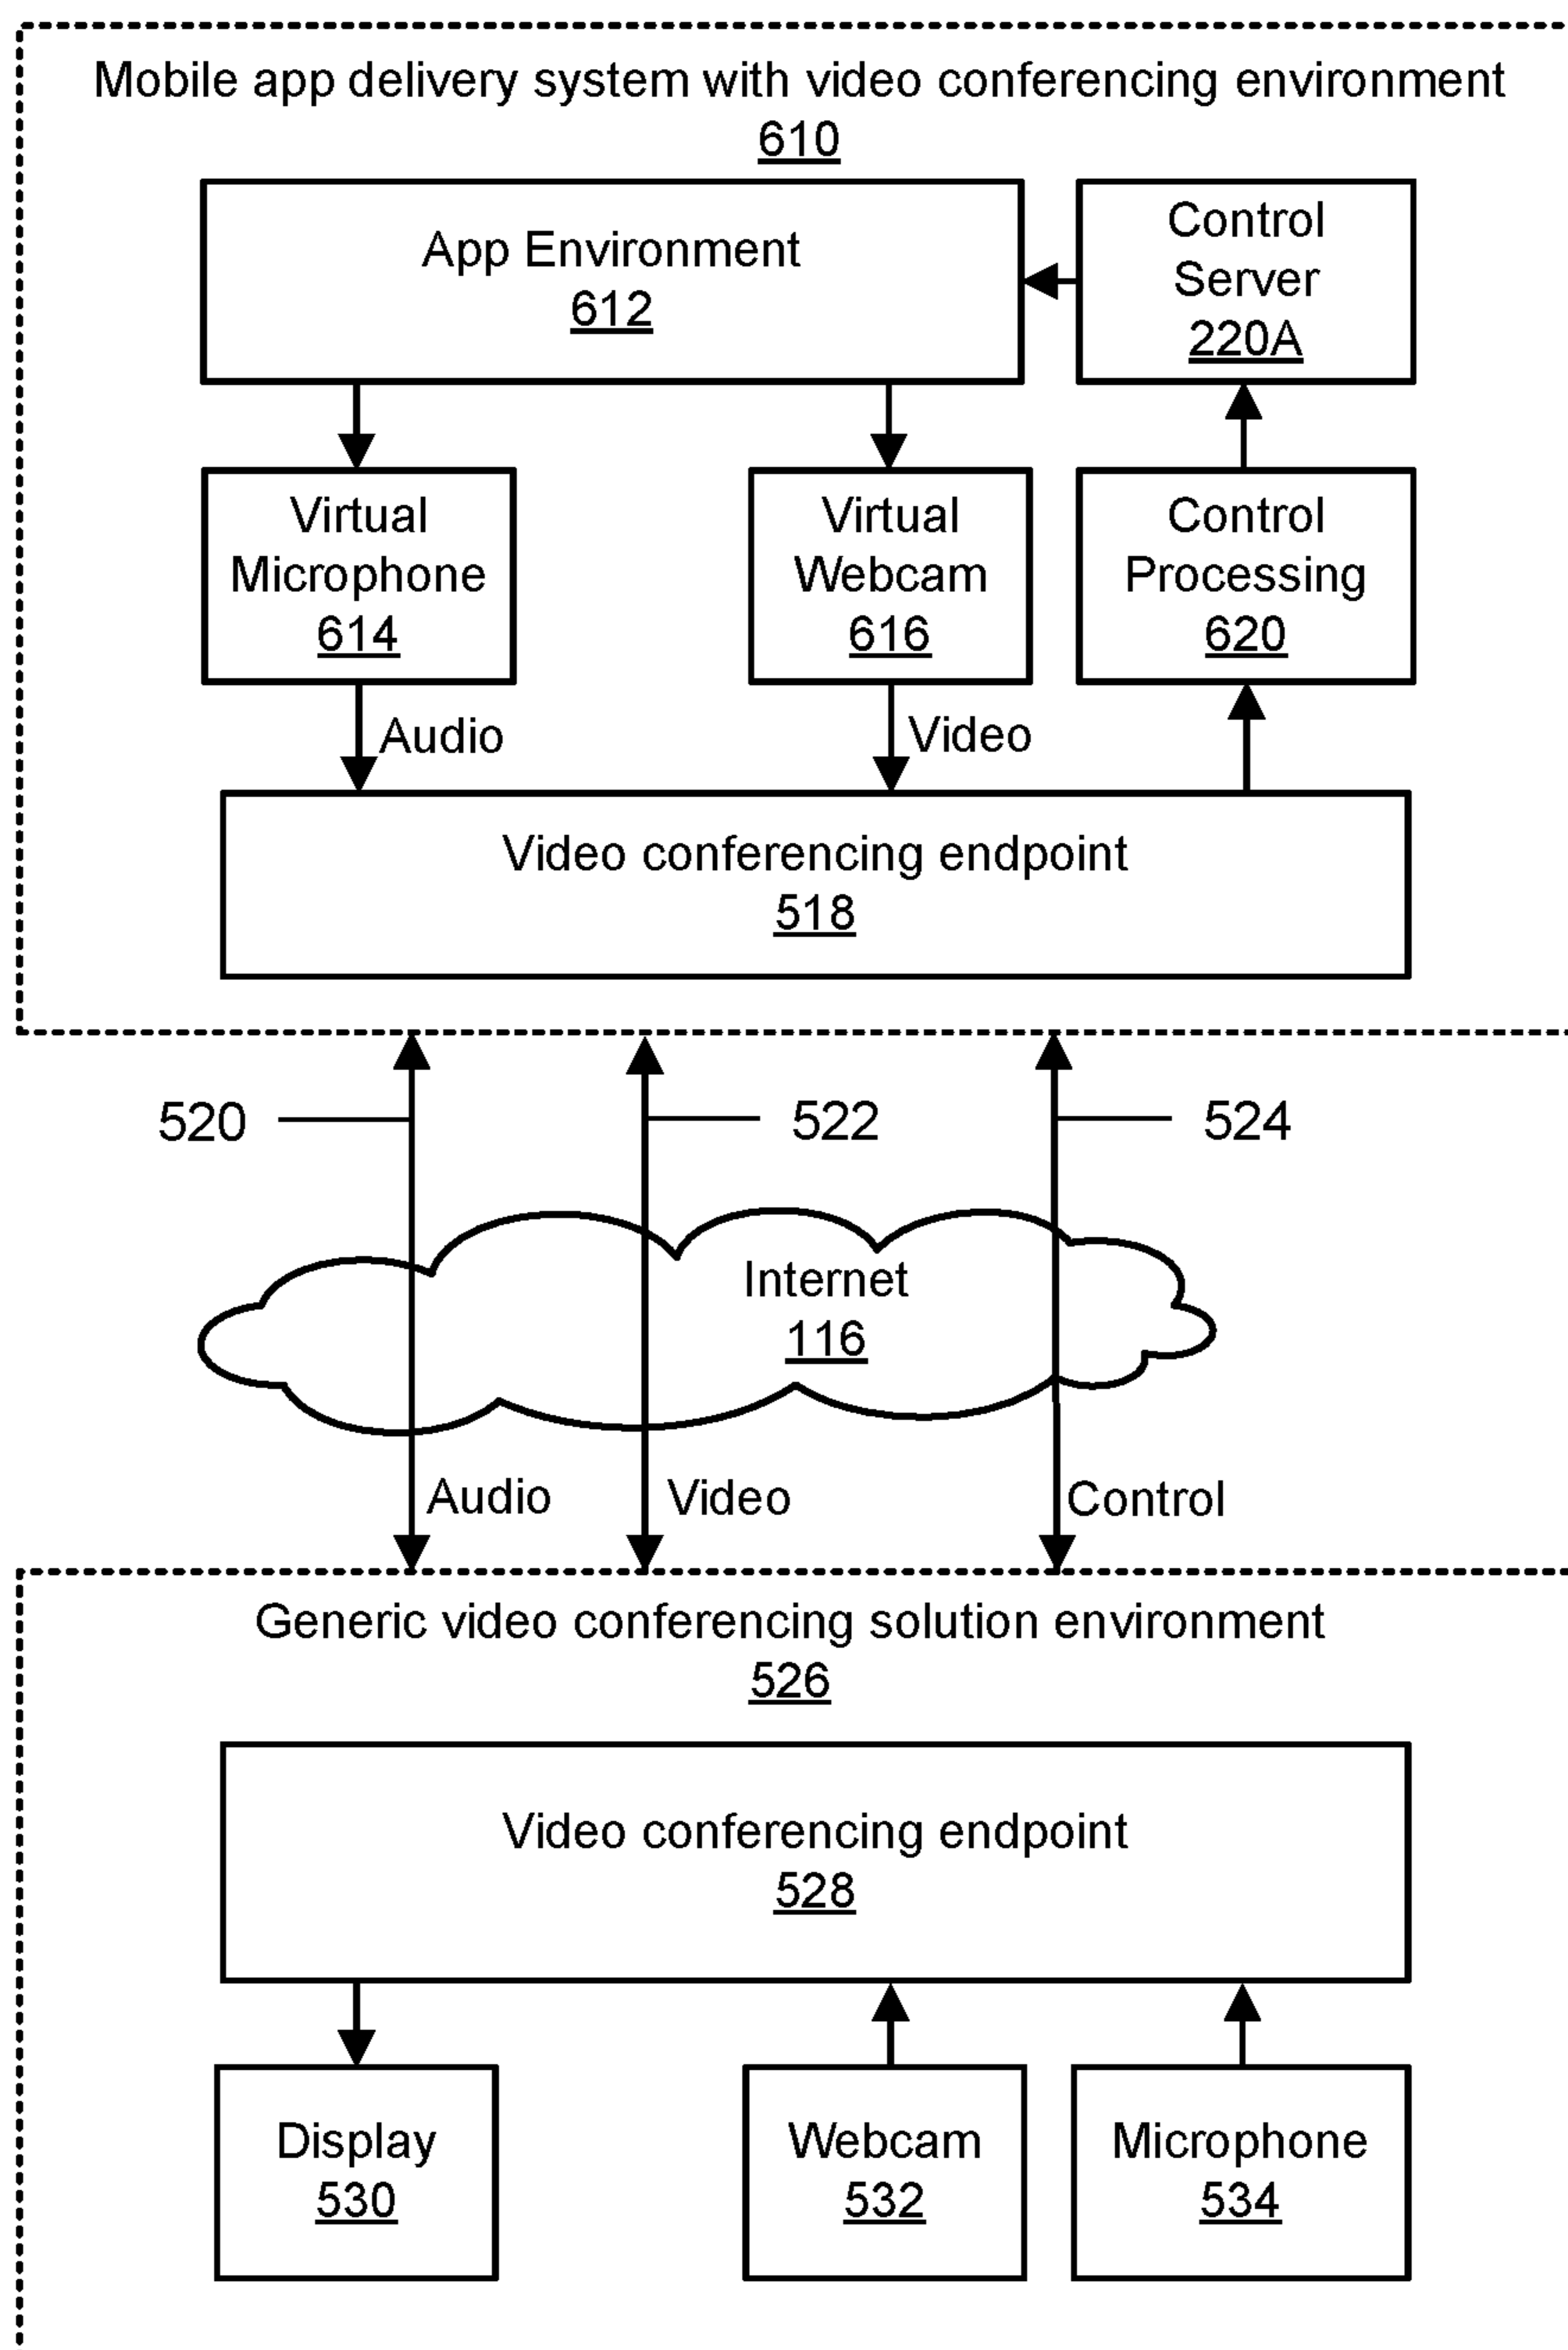 Mobile app delivery system with video conferencing environment
610
App Environment
612
Control
Server
220A
Virtual
Microphone
614
Virtual
Webcam
616
Control
Processing
620
Audio
Video
Video conferencing endpoint
518
520
522
524
Internet
116
Audio
Video
Control
Generic video conferencing solution environment
526
Video conferencing endpoint
528
Display
530
Webcam
532
Microphone
534